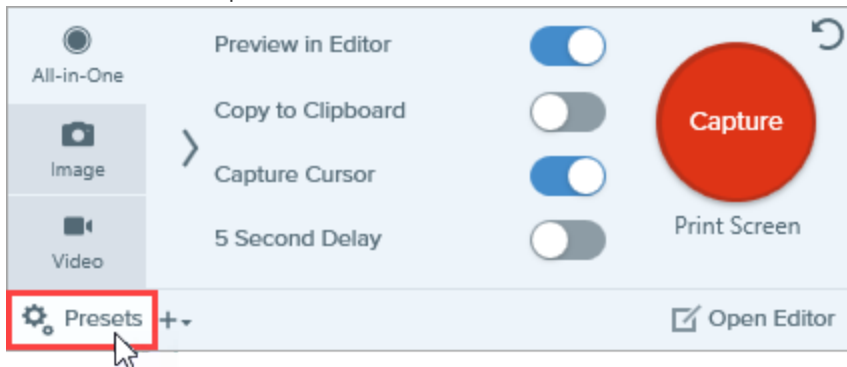 All-in-One
Image
Video
Preview in Editor
Copy to Clipboard
Capture Cursor
5 Second Delay
Capture
Print Screen
Presets
Open Editor